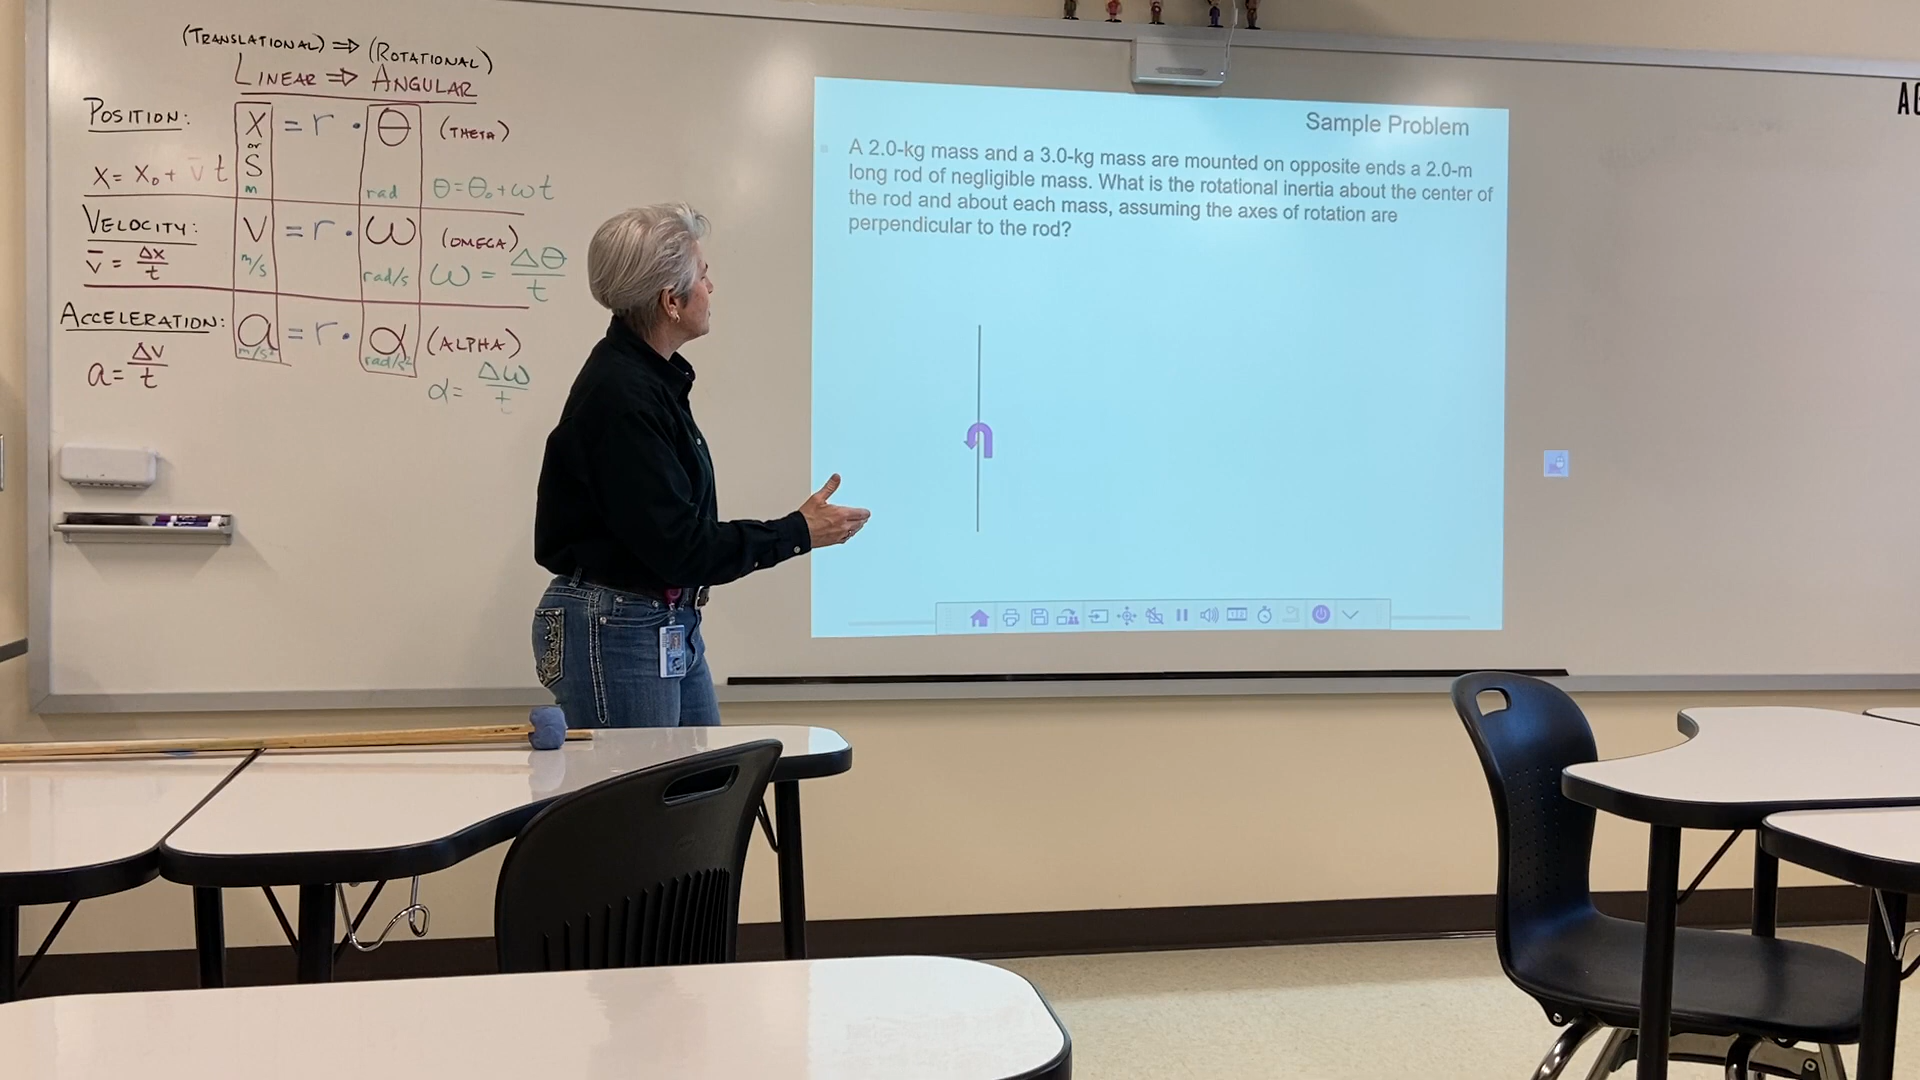 (TRANSLATIONAL) ⇒ (ROTATIONAL)
LINEAR ⇒ ANGULAR
POSITION: X = r · θ (THETA)
or
X = X₀ + v̄ t S
m rad θ = θ₀ + ω t
VELOCITY: V = r · ω (OMEGA)
v̄ = Δx/t m/s rad/s ω = Δθ/t
ACCELERATION: a = r · α (ALPHA)
m/s² rad/s²
a = Δv/t α = Δω/t
Sample Problem
A 2.0-kg mass and a 3.0-kg mass are mounted on opposite ends a 2.0-m
long rod of negligible mass. What is the rotational inertia about the center of
the rod and about each mass, assuming the axes of rotation are
perpendicular to the rod?